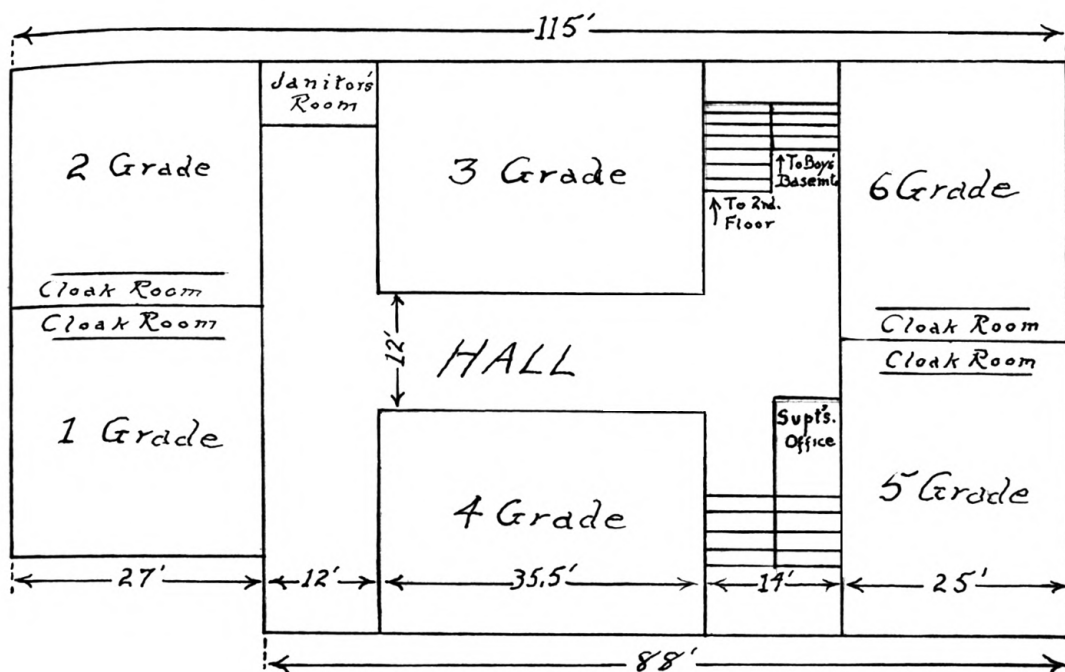 115'
Janitor's
Room
2 Grade
3 Grade
↑To Boys'
Basemt.
↑To 2nd.
Floor
6 Grade
Cloak Room
Cloak Room
Cloak Room
Cloak Room
12'
HALL
1 Grade
Supt's.
Office
4 Grade
5 Grade
27'
12'
35.5'
14'
25'
88'